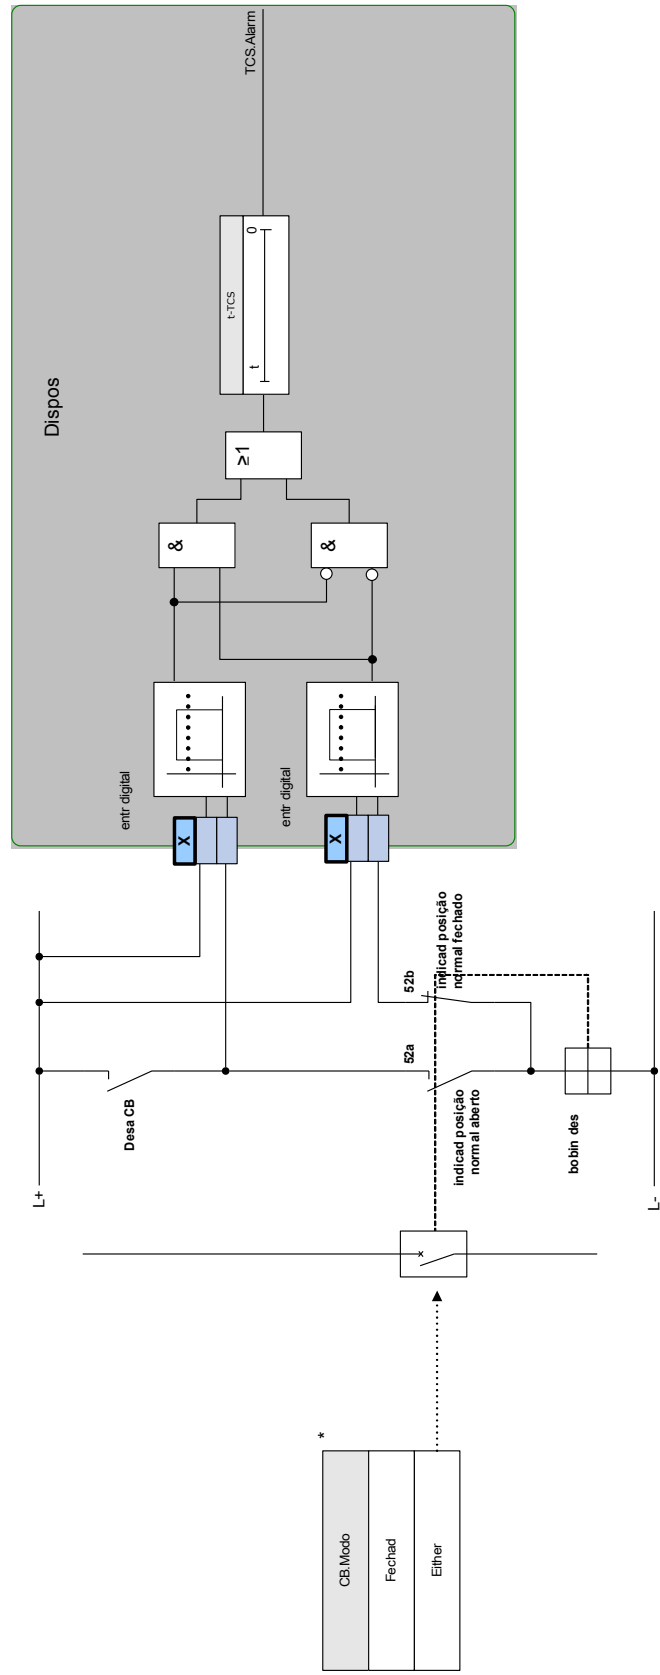 *
CB.Modo
Fechad
Either
L+
L-
Desa CB
52a
indicad posição
normal aberto
52b
indicad posição
normal fechado
bobin des
Dispos
entr digital
X
entr digital
X
&
&
≥1
t-TCS
t
0
TCS.Alarm